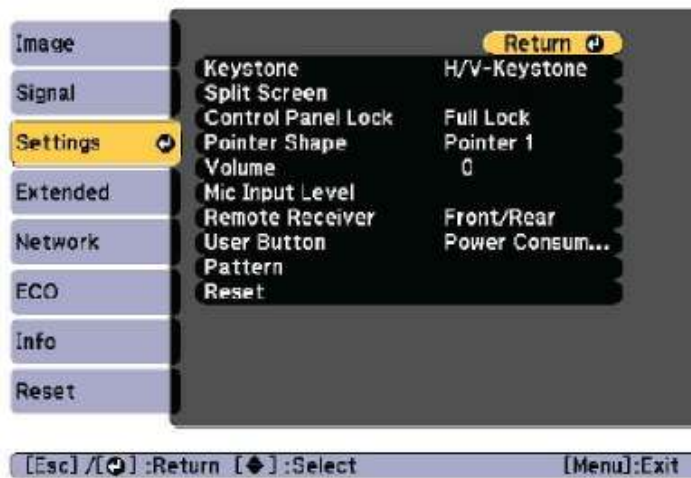 Image
Signal
Settings
Extended
Network
ECO
Info
Reset
Return
Keystone H/V-Keystone
Split Screen
Control Panel Lock Full Lock
Pointer Shape Pointer 1
Volume 0
Mic Input Level
Remote Receiver Front/Rear
User Button Power Consum...
Pattern
Reset
[Esc] /[⏎] :Return [◆] :Select [Menu]:Exit